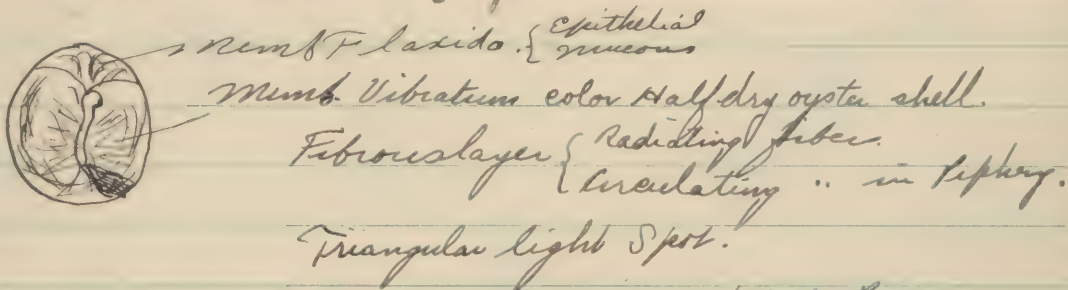 Memb Flaxida. { Epithelial
mucous
Memb. Vibratum color Half dry oyster shell.
Fibrous layer { Radiating fibers.
Circulating " in Piphery.
Triangular light Spot.